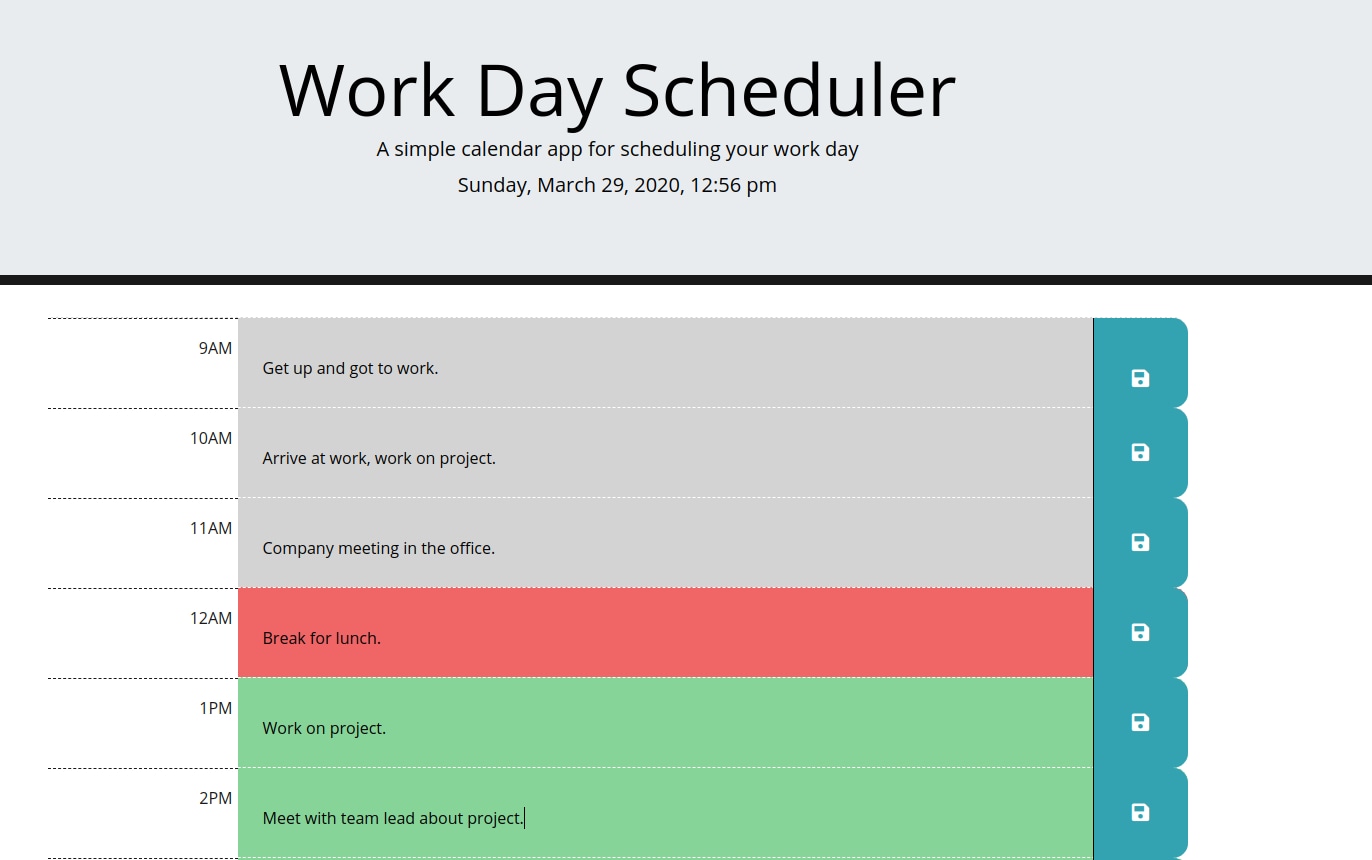 Work Day Scheduler
A simple calendar app for scheduling your work day
Sunday, March 29, 2020, 12:56 pm
9AM
Get up and got to work.
10AM
Arrive at work, work on project.
11AM
Company meeting in the office.
12AM
Break for lunch.
1PM
Work on project.
2PM
Meet with team lead about project.